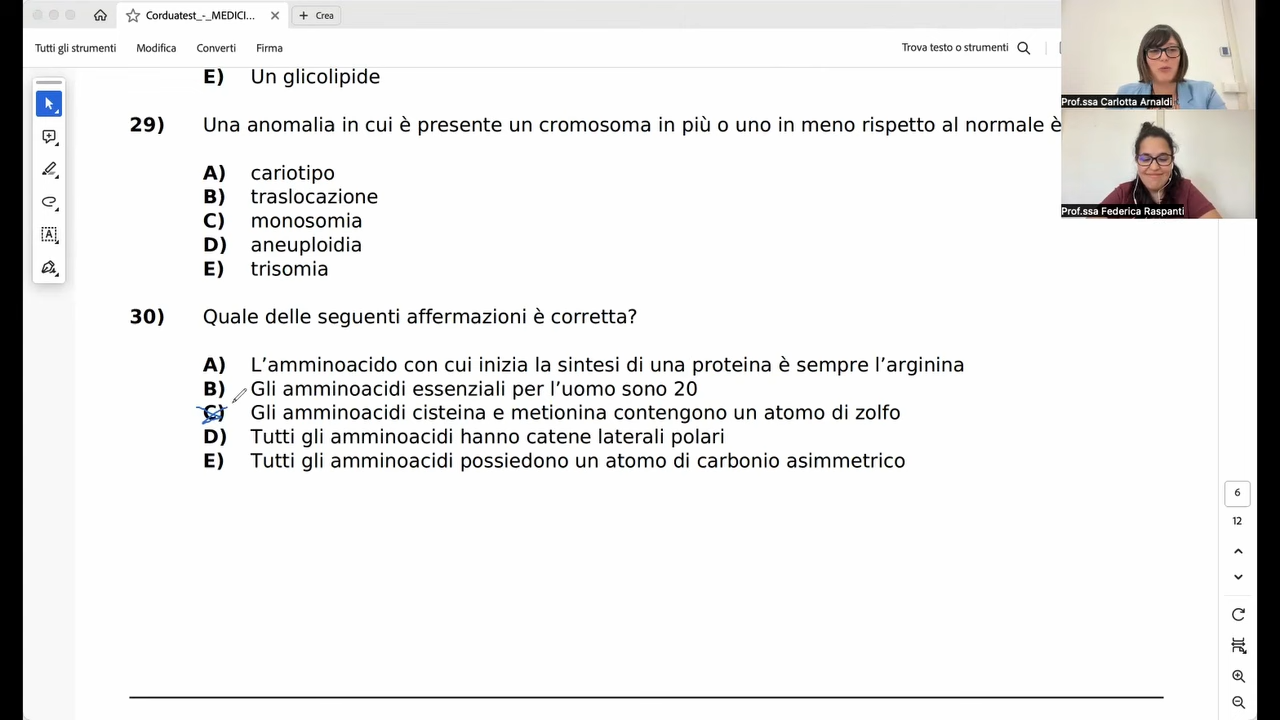 Corduatest_-_MEDICI...
Crea
Tutti gli strumenti
Modifica
Converti
Firma
Trova testo o strumenti
Prof.ssa Carlotta Arnaldi
Prof.ssa Federica Raspanti
E) Un glicolipide
29) Una anomalia in cui è presente un cromosoma in più o uno in meno rispetto al normale è
A) cariotipo
B) traslocazione
C) monosomia
D) aneuploidia
E) trisomia
30) Quale delle seguenti affermazioni è corretta?
A) L’amminoacido con cui inizia la sintesi di una proteina è sempre l’arginina
B) Gli amminoacidi essenziali per l’uomo sono 20
C) Gli amminoacidi cisteina e metionina contengono un atomo di zolfo
D) Tutti gli amminoacidi hanno catene laterali polari
E) Tutti gli amminoacidi possiedono un atomo di carbonio asimmetrico
6
12